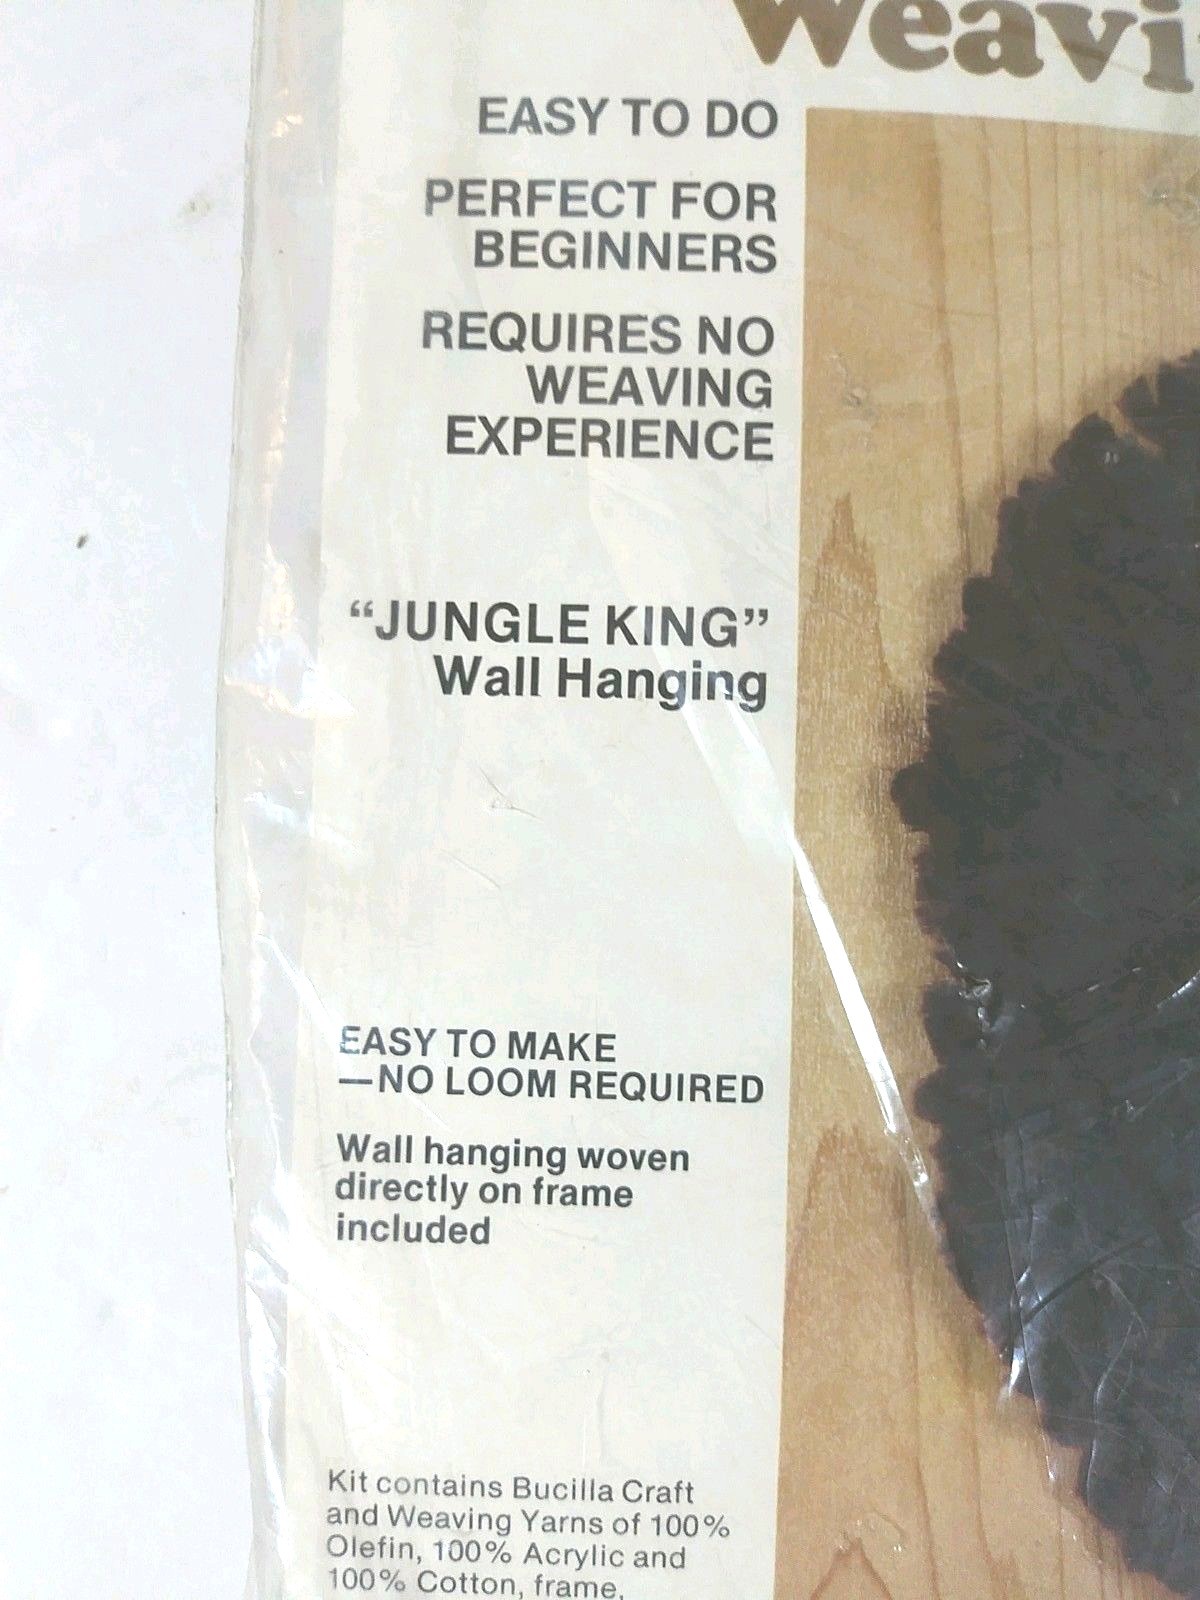 Weavi
EASY TO DO
PERFECT FOR
BEGINNERS
REQUIRES NO
WEAVING
EXPERIENCE
“JUNGLE KING”
Wall Hanging
EASY TO MAKE
—NO LOOM REQUIRED
Wall hanging woven
directly on frame
included
Kit contains Bucilla Craft
and Weaving Yarns of 100%
Olefin, 100% Acrylic and
100% Cotton, frame,